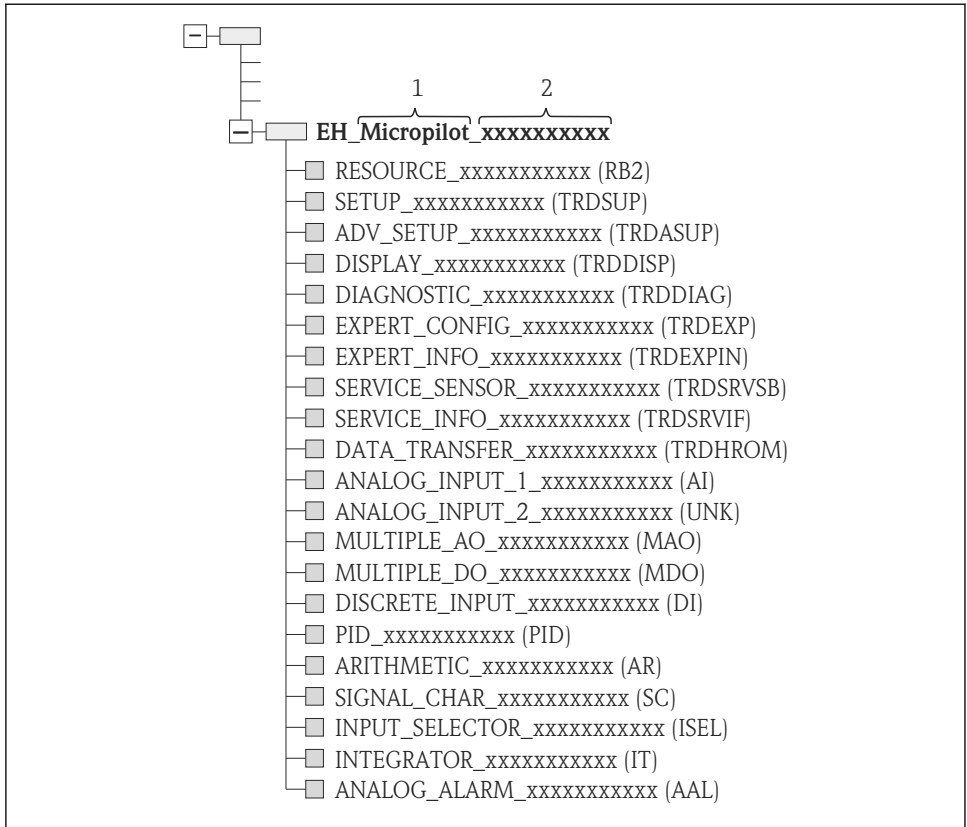 1 2
EH_Micropilot_xxxxxxxxxx
RESOURCE_xxxxxxxxxxx (RB2)
SETUP_xxxxxxxxxxx (TRDSUP)
ADV_SETUP_xxxxxxxxxxx (TRDASUP)
DISPLAY_xxxxxxxxxxx (TRDDISP)
DIAGNOSTIC_xxxxxxxxxxx (TRDDIAG)
EXPERT_CONFIG_xxxxxxxxxxx (TRDEXP)
EXPERT_INFO_xxxxxxxxxxx (TRDEXPIN)
SERVICE_SENSOR_xxxxxxxxxxx (TRDSRVSB)
SERVICE_INFO_xxxxxxxxxxx (TRDSRVIF)
DATA_TRANSFER_xxxxxxxxxxx (TRDHROM)
ANALOG_INPUT_1_xxxxxxxxxxx (AI)
ANALOG_INPUT_2_xxxxxxxxxxx (UNK)
MULTIPLE_AO_xxxxxxxxxxx (MAO)
MULTIPLE_DO_xxxxxxxxxxx (MDO)
DISCRETE_INPUT_xxxxxxxxxxx (DI)
PID_xxxxxxxxxxx (PID)
ARITHMETIC_xxxxxxxxxxx (AR)
SIGNAL_CHAR_xxxxxxxxxxx (SC)
INPUT_SELECTOR_xxxxxxxxxxx (ISEL)
INTEGRATOR_xxxxxxxxxxx (IT)
ANALOG_ALARM_xxxxxxxxxxx (AAL)